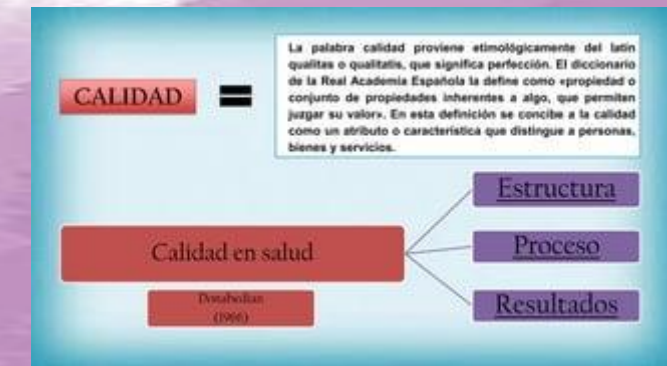 La palabra calidad proviene etimológicamente del latín
qualitas o qualitatis, que significa perfección. El diccionario
de la Real Academia Española la define como «propiedad o
conjunto de propiedades inherentes a algo, que permiten
juzgar su valor». En esta definición se concibe a la calidad
como un atributo o característica que distingue a personas,
bienes y servicios.
CALIDAD =
Estructura
Calidad en salud
Proceso
Donabedian
(1966)
Resultados